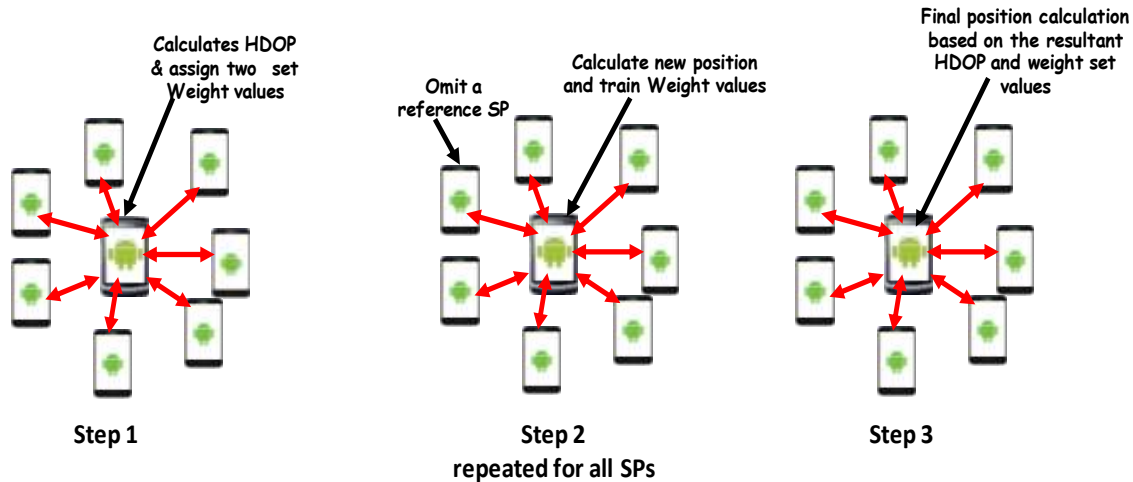 Calculates HDOP
& assign two set
Weight values
Omit a
reference SP
Calculate new position
and train Weight values
Final position calculation
based on the resultant
HDOP and weight set
values
Step 1
Step 2
repeated for all SPs
Step 3